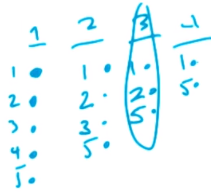 1 2 3 4
1• 1• 1• 1•
2• 2• 2• 5•
3• 3• 5•
4• 5•
5•